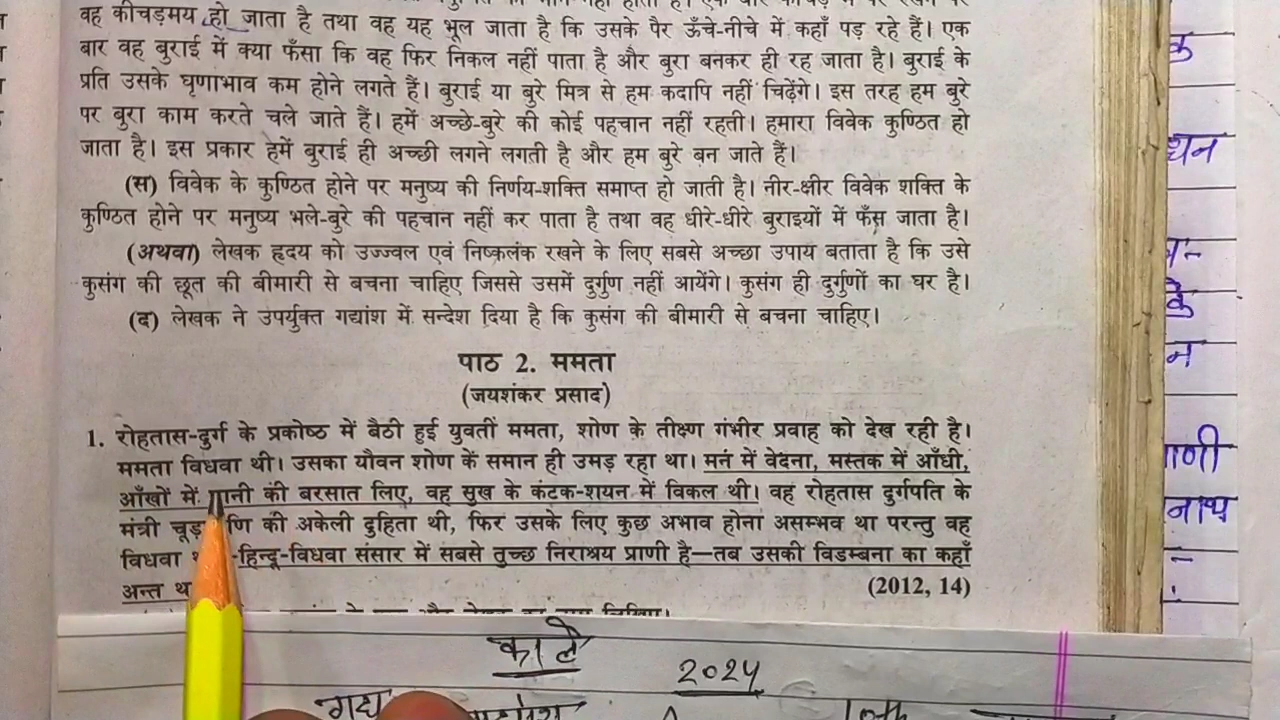 वह कीचड़मय हो जाता है तथा वह यह भूल जाता है कि उसके पैर ऊँचे-नीचे में कहाँ पड़ रहे हैं। एक
बार वह बुराई में क्या फँसा कि वह फिर निकल नहीं पाता है और बुरा बनकर ही रह जाता है। बुराई के
प्रति उसके घृणाभाव कम होने लगते हैं। बुराई या बुरे मित्र से हम कदापि नहीं चिढ़ेंगे। इस तरह हम बुरे
पर बुरा काम करते चले जाते हैं। हमें अच्छे-बुरे की कोई पहचान नहीं रहती। हमारा विवेक कुण्ठित हो
जाता है। इस प्रकार हमें बुराई ही अच्छी लगने लगती है और हम बुरे बन जाते हैं।
(स) विवेक के कुण्ठित होने पर मनुष्य की निर्णय-शक्ति समाप्त हो जाती है। नीर-क्षीर विवेक शक्ति के
कुण्ठित होने पर मनुष्य भले-बुरे की पहचान नहीं कर पाता है तथा वह धीरे-धीरे बुराइयों में फँस जाता है।
(अथवा) लेखक हृदय को उज्ज्वल एवं निष्कलंक रखने के लिए सबसे अच्छा उपाय बताता है कि उसे
कुसंग की छूत की बीमारी से बचना चाहिए जिससे उसमें दुर्गुण नहीं आयेंगे। कुसंग ही दुर्गुणों का घर है।
(द) लेखक ने उपर्युक्त गद्यांश में सन्देश दिया है कि कुसंग की बीमारी से बचना चाहिए।
पाठ 2. ममता
(जयशंकर प्रसाद)
1. रोहतास-दुर्ग के प्रकोष्ठ में बैठी हुई युवती ममता, शोण के तीक्ष्ण गंभीर प्रवाह को देख रही है।
ममता विधवा थी। उसका यौवन शोण के समान ही उमड़ रहा था। मन में वेदना, मस्तक में आँधी,
आँखों में पानी की बरसात लिए, वह सुख के कंटक-शयन में विकल थी। वह रोहतास दुर्गपति के
मंत्री की अकेली दुहिता थी, फिर उसके लिए कुछ अभाव होना असम्भव था परन्तु वह
विधवा हिन्दू-विधवा संसार में सबसे तुच्छ निराश्रय प्राणी है—तब उसकी विडम्बना का कहाँ
अन्त (2012, 14)
काले 2024
गद्य